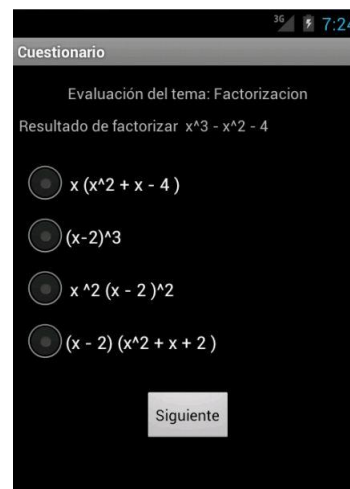 3G 7:24
Cuestionario
Evaluación del tema: Factorizacion
Resultado de factorizar x^3 - x^2 - 4
x (x^2 + x - 4 )
(x-2)^3
x ^2 (x - 2 )^2
(x - 2) (x^2 + x + 2 )
Siguiente